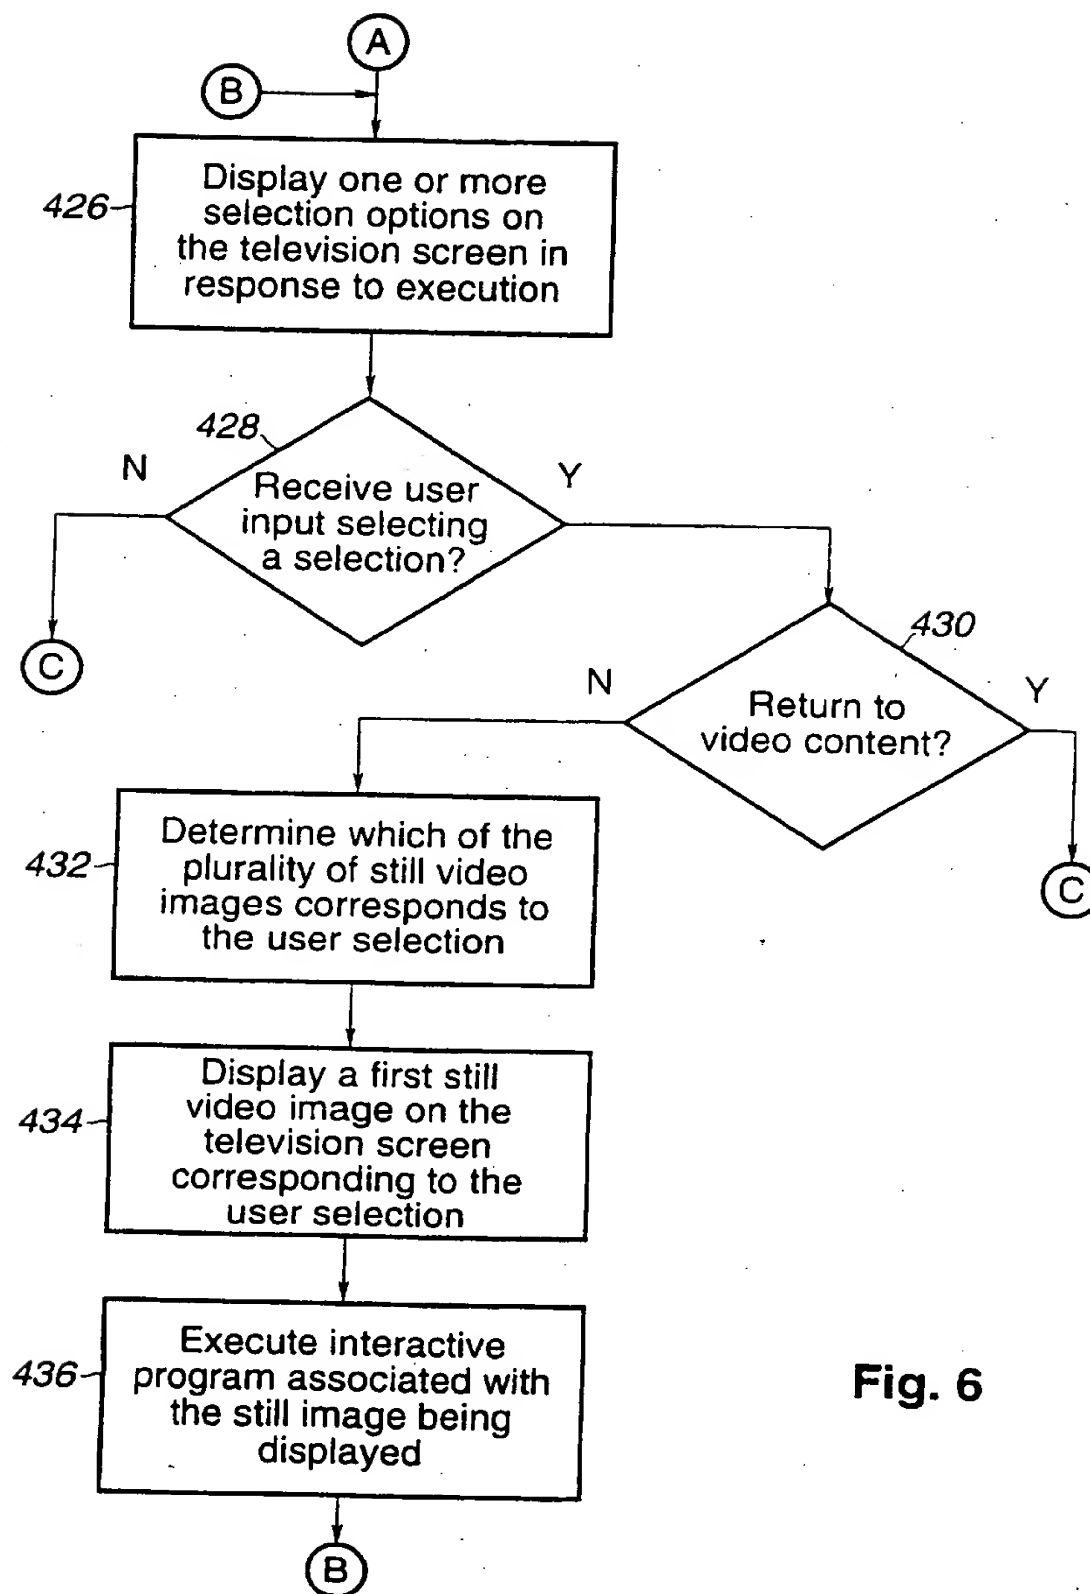 A
B
Display one or more
selection options on
the television screen in
response to execution
426
428
N
Y
Receive user
input selecting
a selection?
C
430
N
Y
Return to
video content?
C
432
Determine which of the
plurality of still video
images corresponds to
the user selection
434
Display a first still
video image on the
television screen
corresponding to the
user selection
436
Execute interactive
program associated with
the still image being
displayed
B
Fig. 6